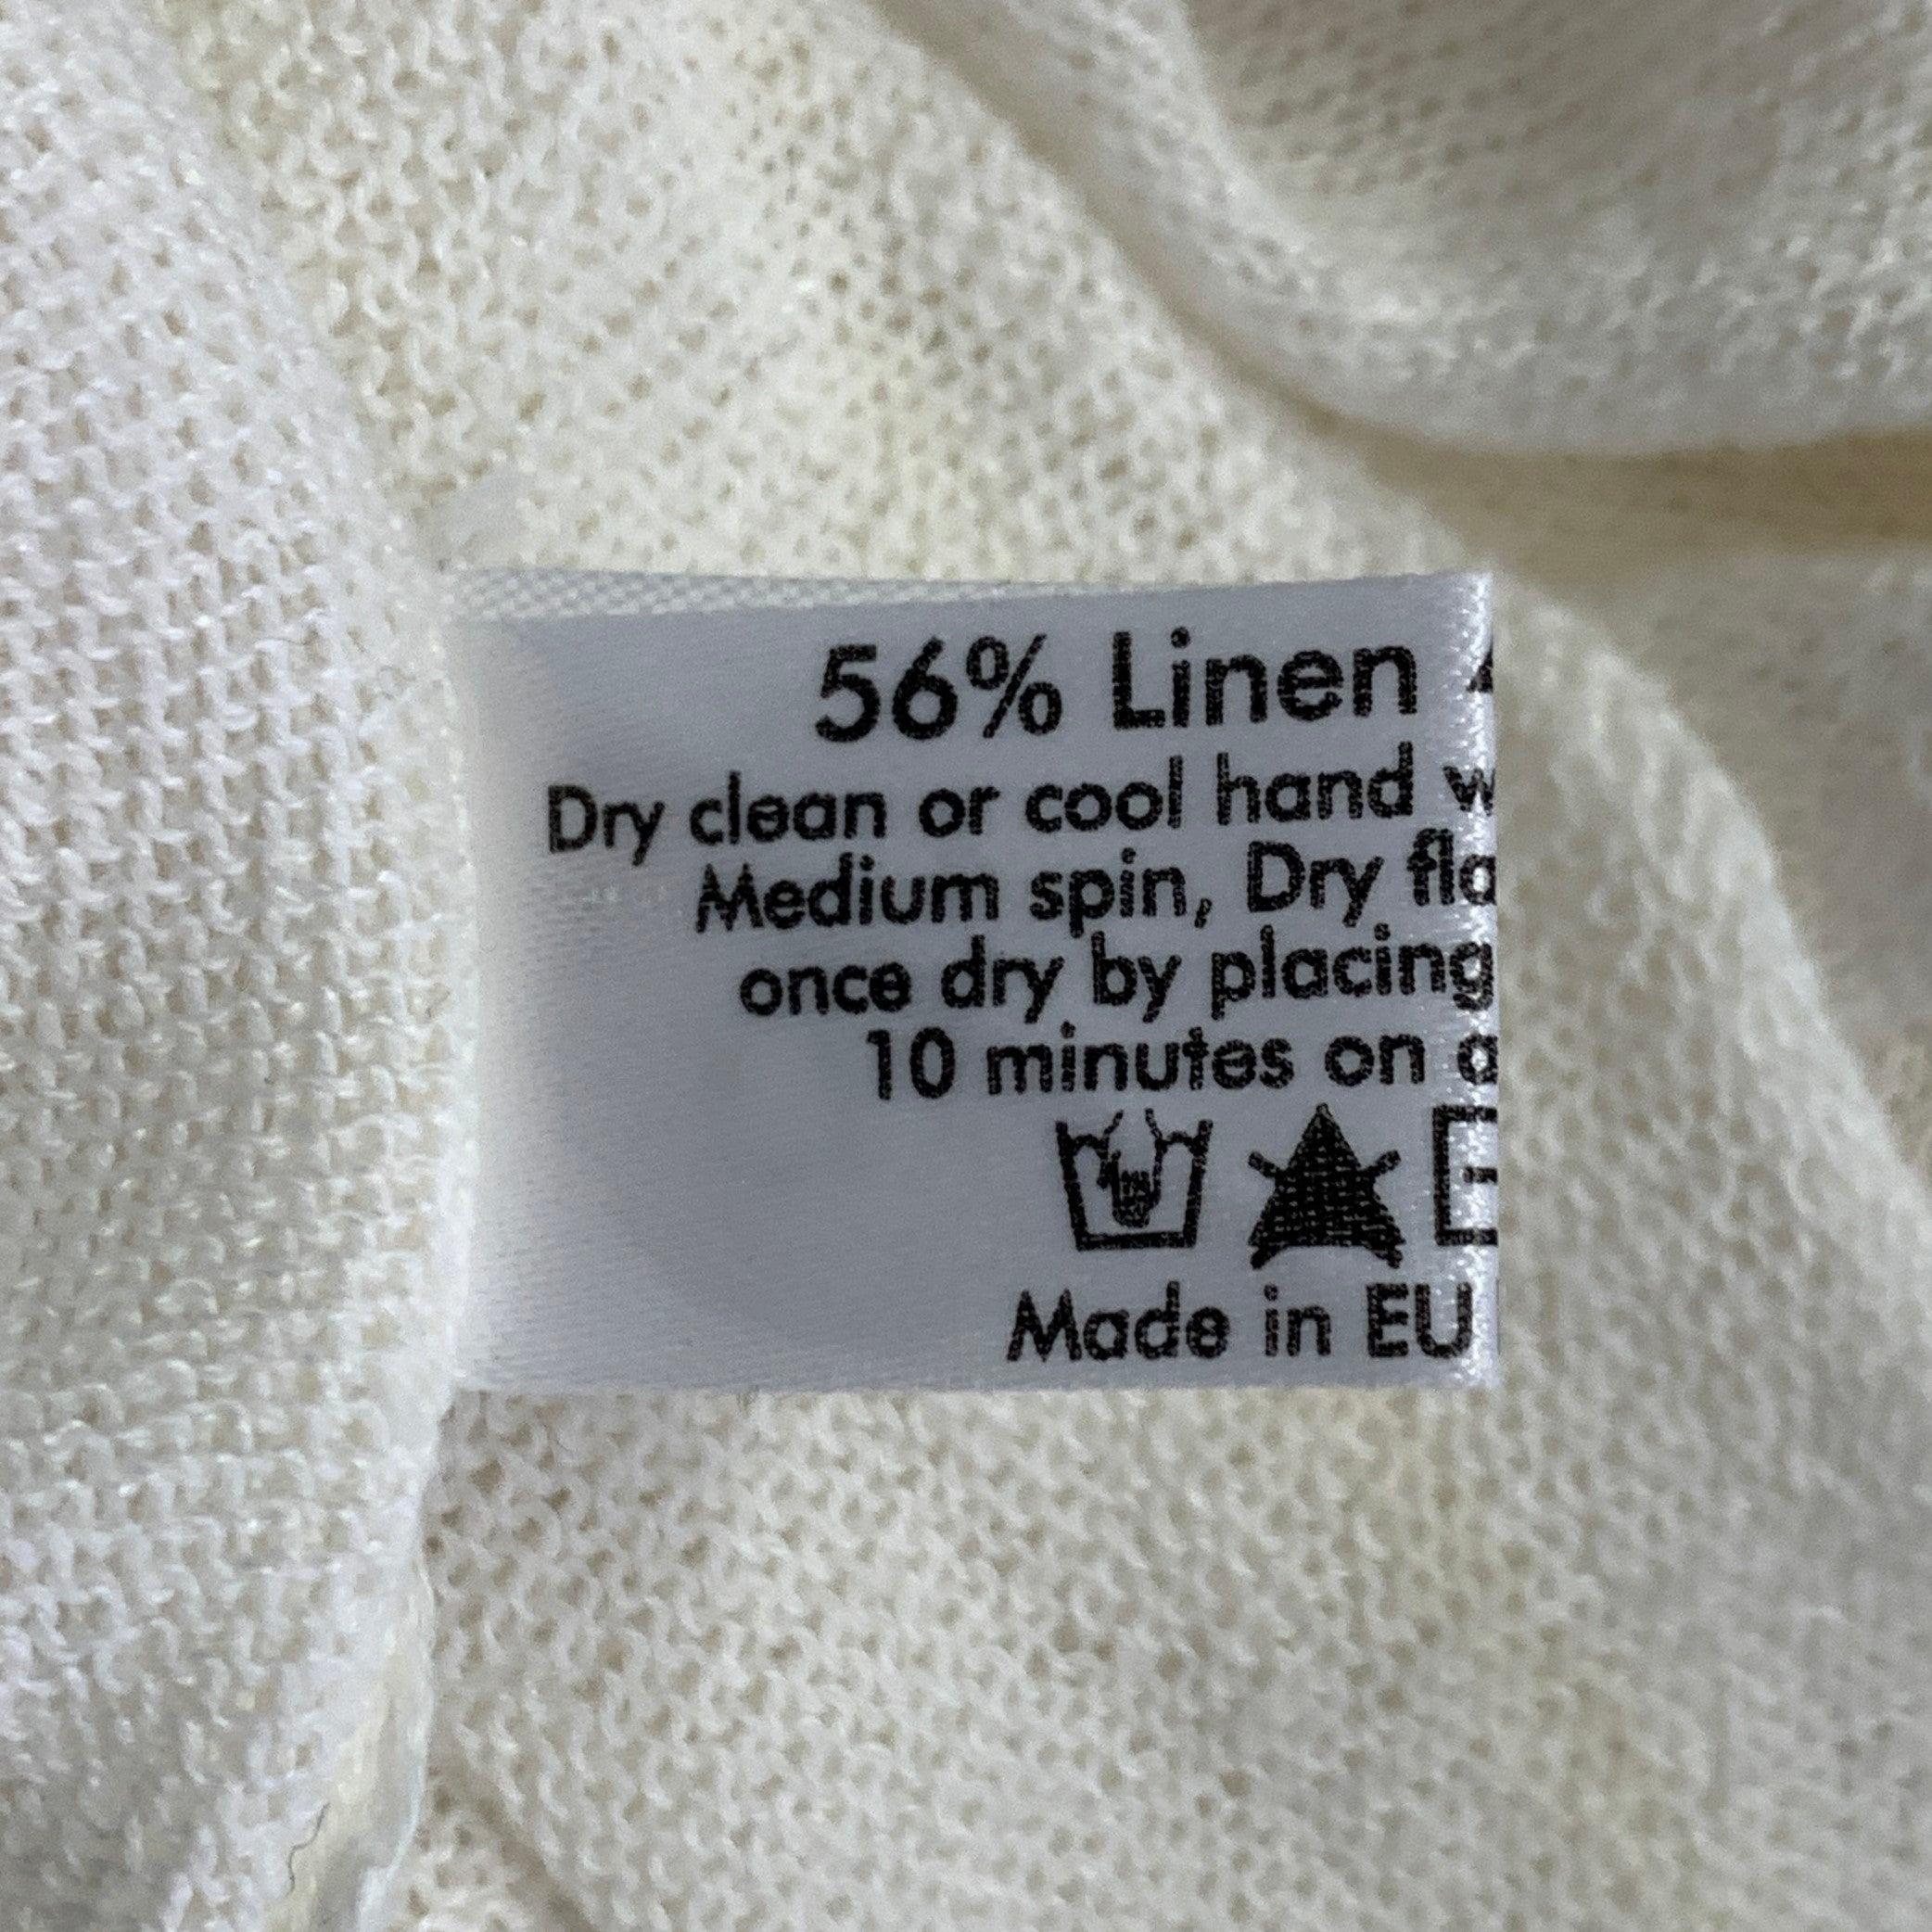 56% Linen
Dry clean or cool hand
Medium spin, Dry
once dry by placing
10 minutes on
Made in EU